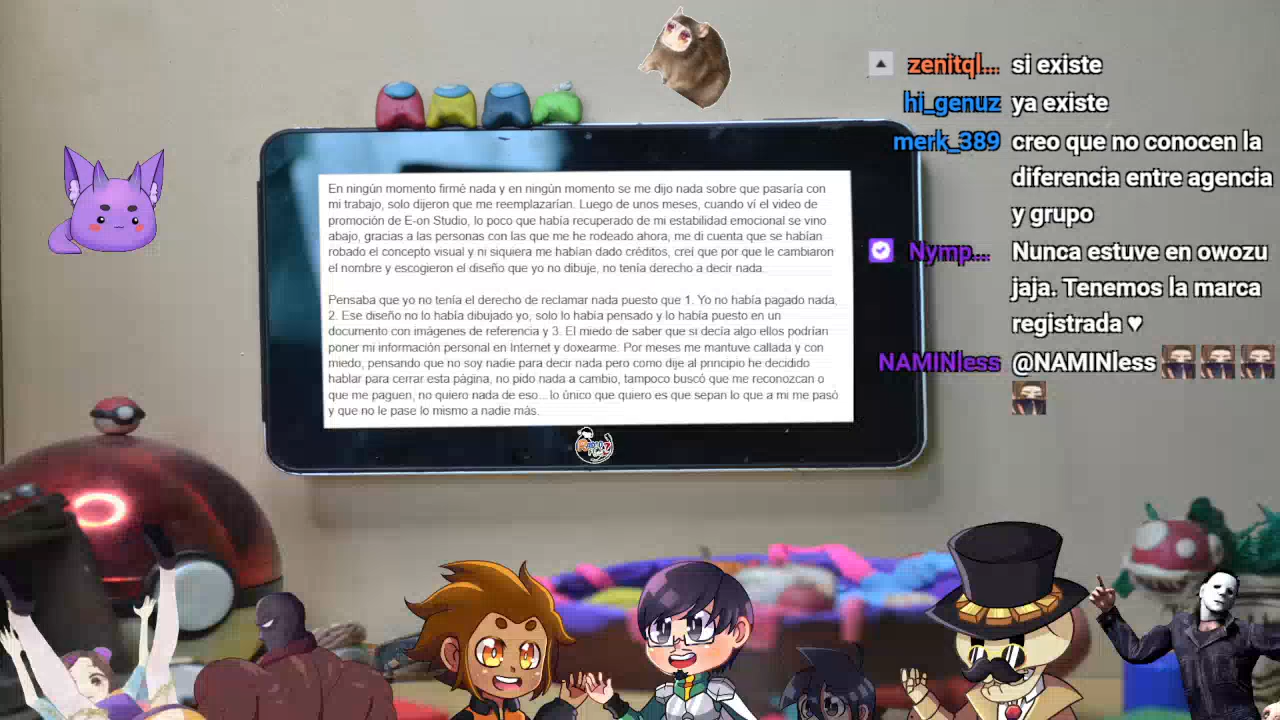 En ningún momento firmé nada y en ningún momento se me dijo nada sobre que pasaría con
mi trabajo, solo dijeron que me reemplazarían. Luego de unos meses, cuando ví el video de
promoción de E-on Studio, lo poco que había recuperado de mi estabilidad emocional se vino
abajo, gracias a las personas con las que me he rodeado ahora, me di cuenta que se habían
robado el concepto visual y ni siquiera me habían dado créditos, creí que por que le cambiaron
el nombre y escogieron el diseño que yo no dibuje, no tenía derecho a decir nada.
Pensaba que yo no tenía el derecho de reclamar nada puesto que 1. Yo no había pagado nada,
2. Ese diseño no lo había dibujado yo, solo lo había pensado y lo había puesto en un
documento con imágenes de referencia y 3. El miedo de saber que si decía algo ellos podrían
poner mi información personal en Internet y doxearme. Por meses me mantuve callada y con
miedo, pensando que no soy nadie para decir nada pero como dije al principio he decidido
hablar para cerrar esta página, no pido nada a cambio, tampoco buscó que me reconozcan o
que me paguen, no quiero nada de eso... lo único que quiero es que sepan lo que a mi me pasó
y que no le pase lo mismo a nadie más.
zenitql... si existe
hi_genuz ya existe
merk_389 creo que no conocen la
diferencia entre agencia
y grupo
Nymp... Nunca estuve en owozu
jaja. Tenemos la marca
registrada ♥
NAMINless @NAMINless